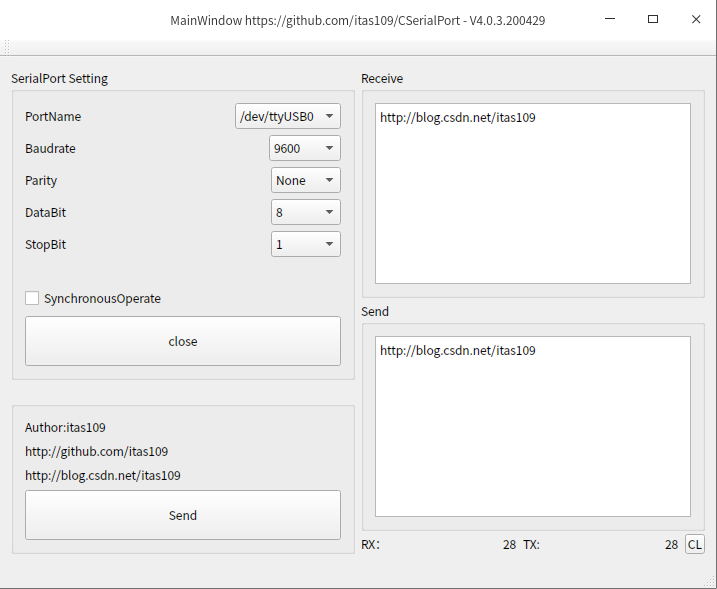 MainWindow https://github.com/itas109/CSerialPort - V4.0.3.200429
SerialPort Setting
PortName
/dev/ttyUSB0
Baudrate
9600
Parity
None
DataBit
8
StopBit
1
SynchronousOperate
close
Author:itas109
http://github.com/itas109
http://blog.csdn.net/itas109
Send
Receive
http://blog.csdn.net/itas109
Send
http://blog.csdn.net/itas109
RX: 28 TX: 28 CL